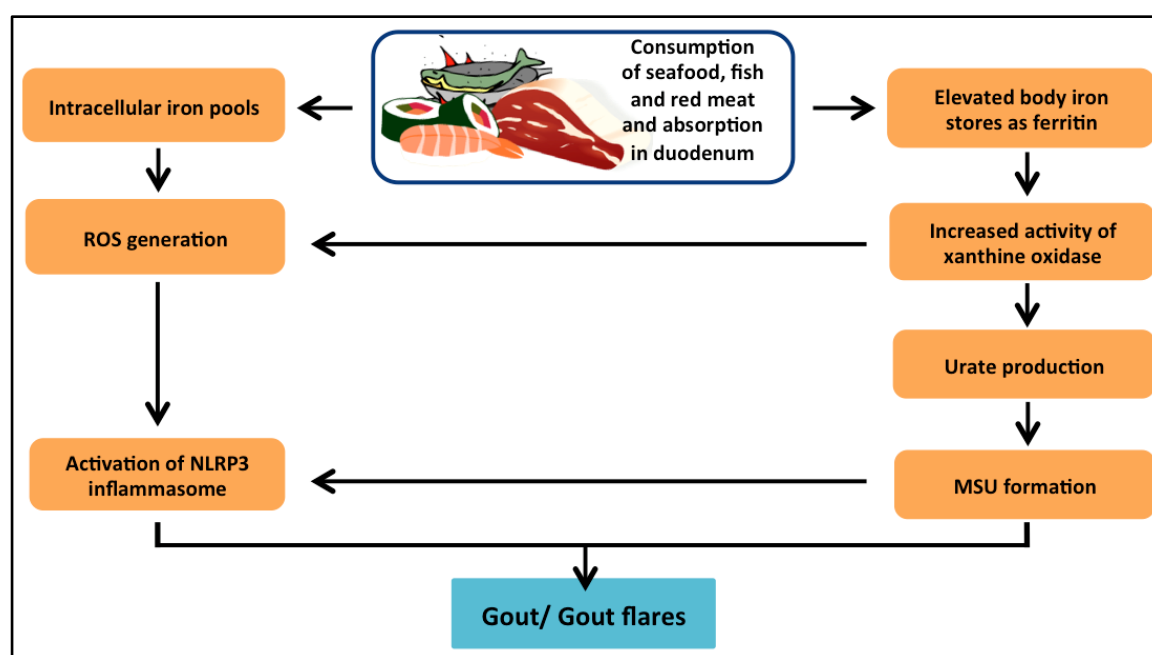 Consumption
of seafood, fish
and red meat
and absorption
in duodenum
Intracellular iron pools
Elevated body iron
stores as ferritin
ROS generation
Increased activity of
xanthine oxidase
Urate production
Activation of NLRP3
inflammasome
MSU formation
Gout/ Gout flares